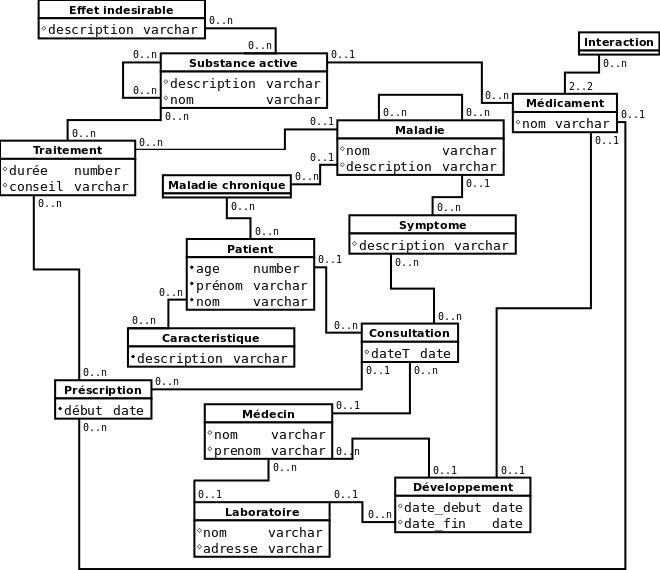 Effet indesirable
description varchar
0..n
0..n
0..n
0..n
Substance active
description varchar
nom varchar
0..n
0..1
Interaction
0..n
2..2
0..n
Médicament
nom varchar
0..1
0..1
0..n
0..n
Maladie
nom varchar
description varchar
0..1
0..1
0..1
0..n
0..n
Traitement
durée number
conseil varchar
0..n
Maladie chronique
0..n
0..n
0..n
Symptome
description varchar
0..n
0..n
Patient
age number
prénom varchar
nom varchar
0..1
0..n
0..n
0..n
Caracteristique
description varchar
0..n
0..n
Consultation
dateT date
0..1
0..n
0..n
Préscription
début date
0..n
0..n
Médecin
nom varchar
prenom varchar
0..1
0..n
0..n
0..1
0..1
Développement
date_debut date
date_fin date
0..n
0..1
0..1
Laboratoire
nom varchar
adresse varchar